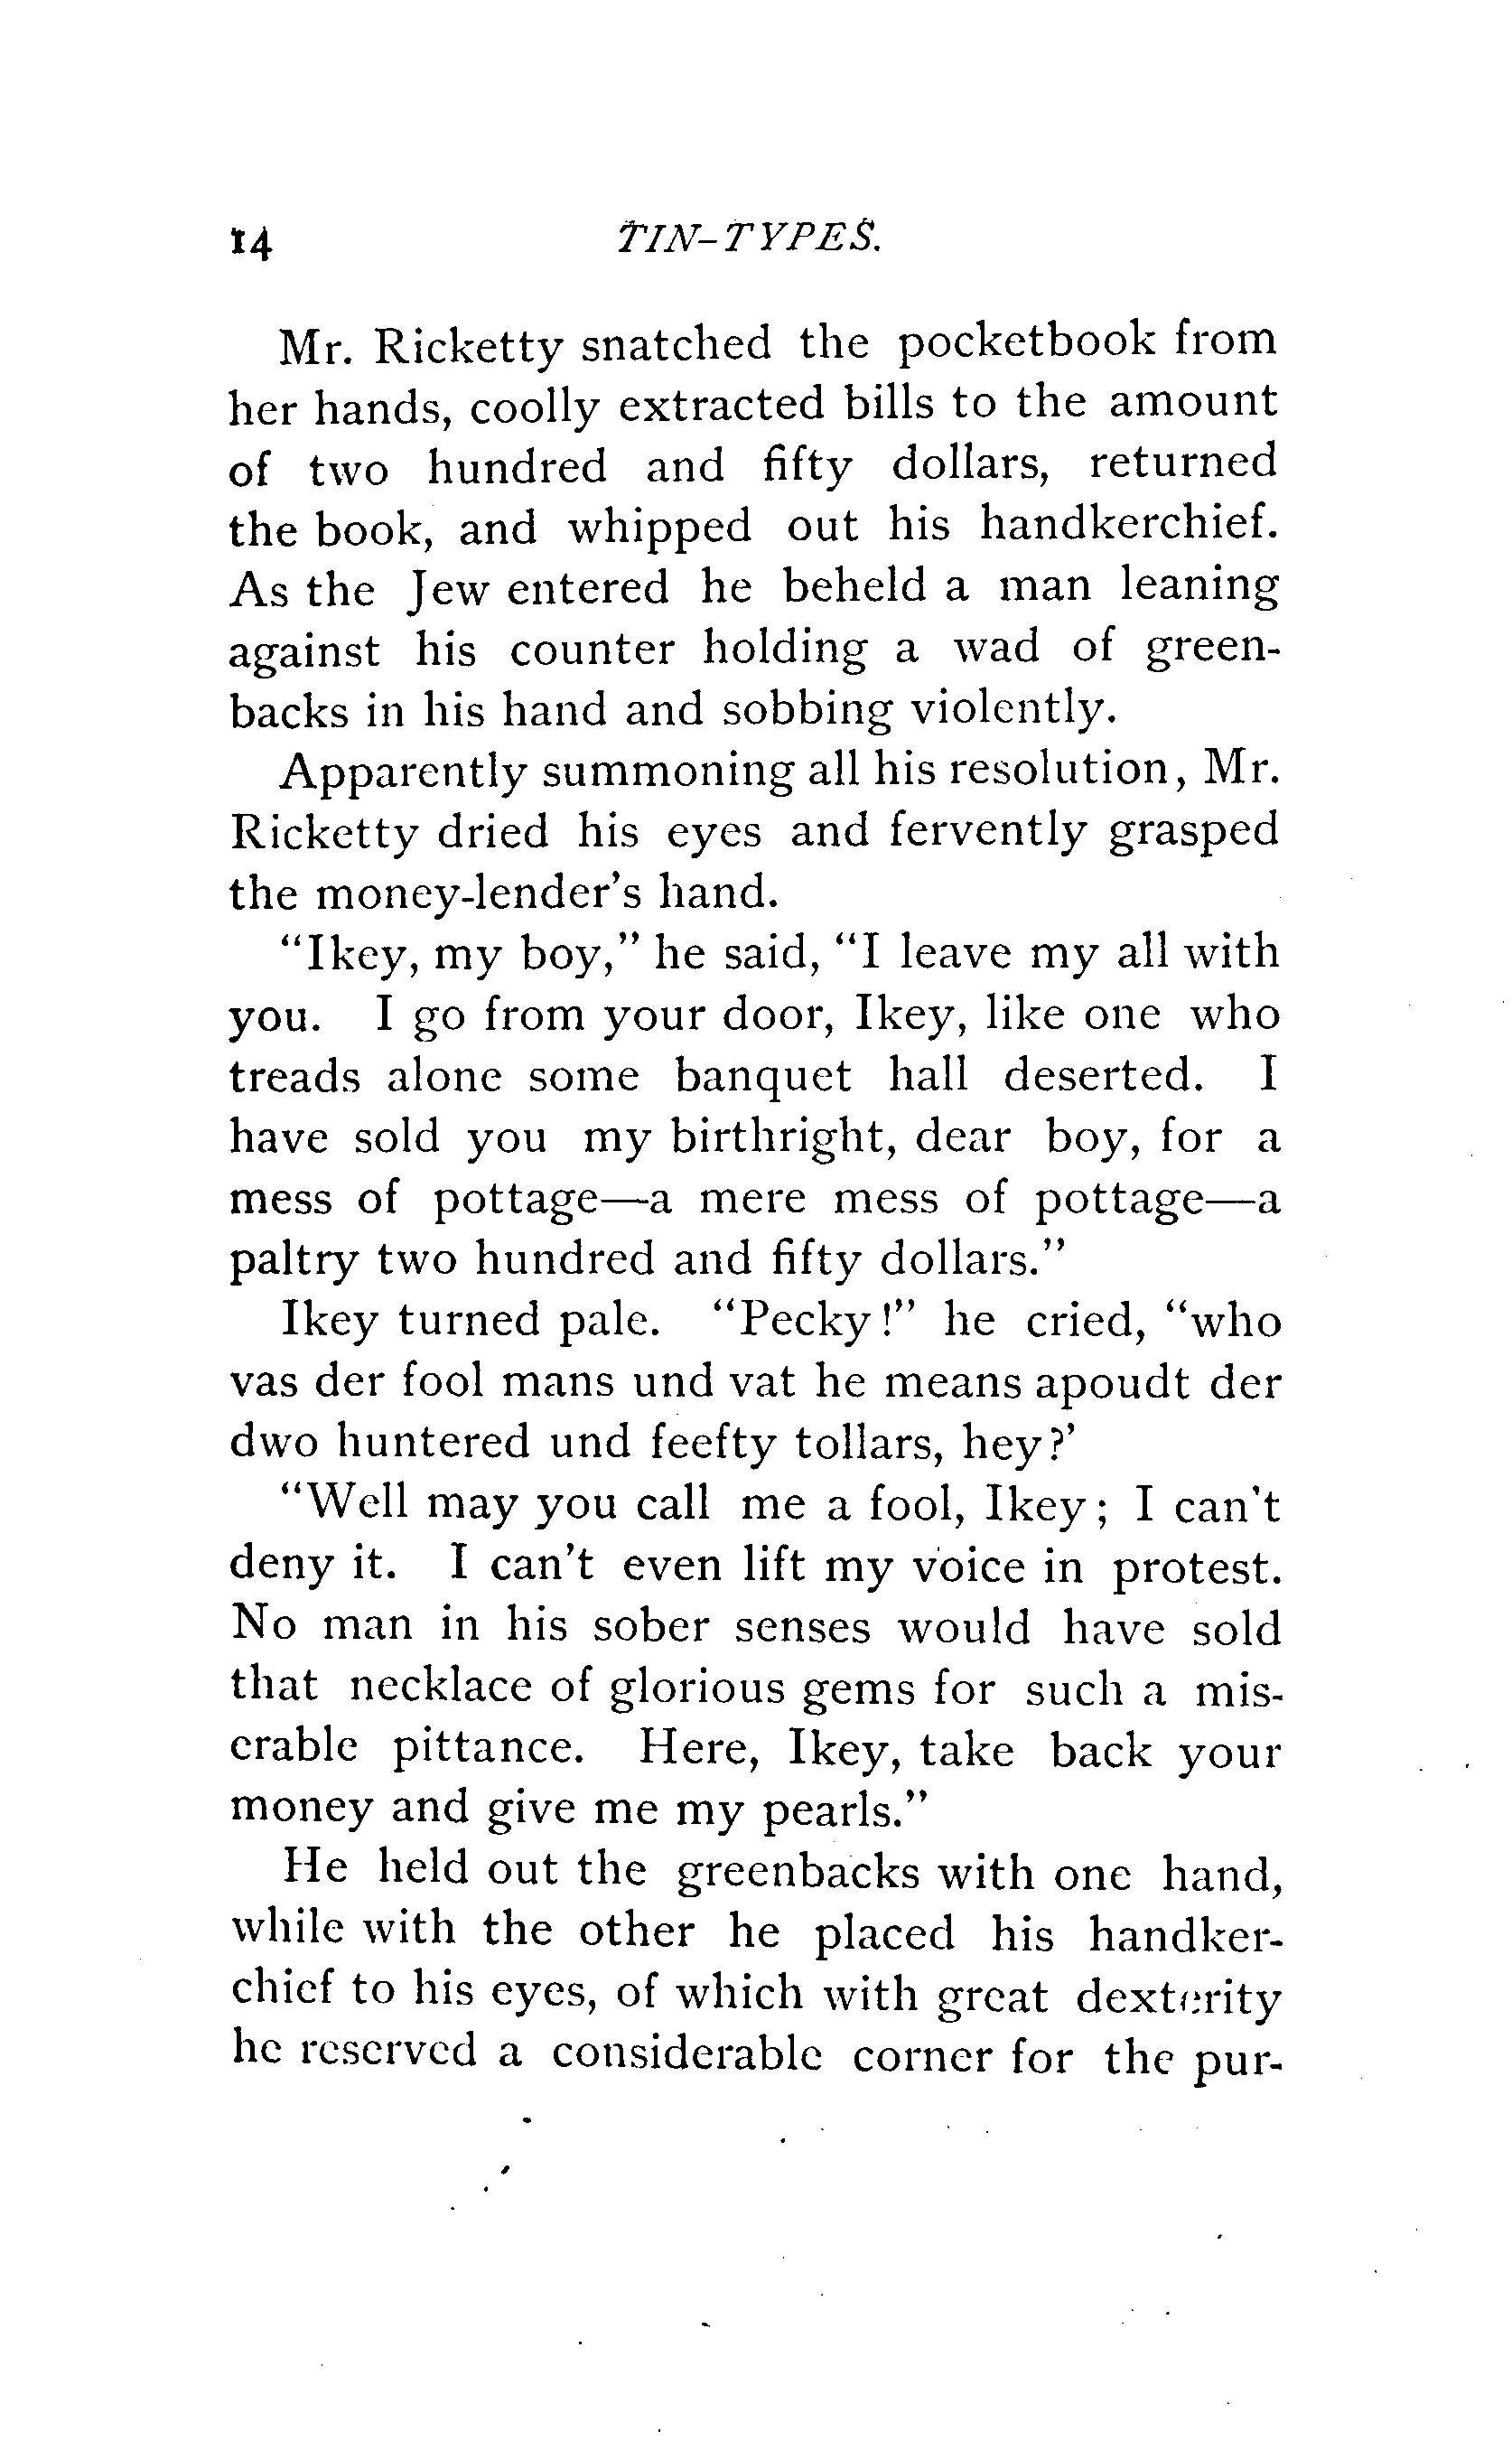 14 TIN-TYPES.
Mr. Ricketty snatched the pocketbook from
her hands, coolly extracted bills to the amount
of two hundred and fifty dollars, returned
the book, and whipped out his handkerchief.
As the Jew entered he beheld a man leaning
against his counter holding a wad of green-
backs in his hand and sobbing violently.
Apparently summoning all his resolution, Mr.
Ricketty dried his eyes and fervently grasped
the money-lender's hand.
"Ikey, my boy," he said, "I leave my all with
you. I go from your door, Ikey, like one who
treads alone some banquet hall deserted. I
have sold you my birthright, dear boy, for a
mess of pottage—a mere mess of pottage—a
paltry two hundred and fifty dollars."
Ikey turned pale. "Pecky!" he cried, "who
vas der fool mans und vat he means apoudt der
dwo huntered und feefty tollars, hey?'
"Well may you call me a fool, Ikey; I can't
deny it. I can't even lift my voice in protest.
No man in his sober senses would have sold
that necklace of glorious gems for such a mis-
erable pittance. Here, Ikey, take back your
money and give me my pearls."
He held out the greenbacks with one hand,
while with the other he placed his handker-
chief to his eyes, of which with great dexterity
he reserved a considerable corner for the pur-